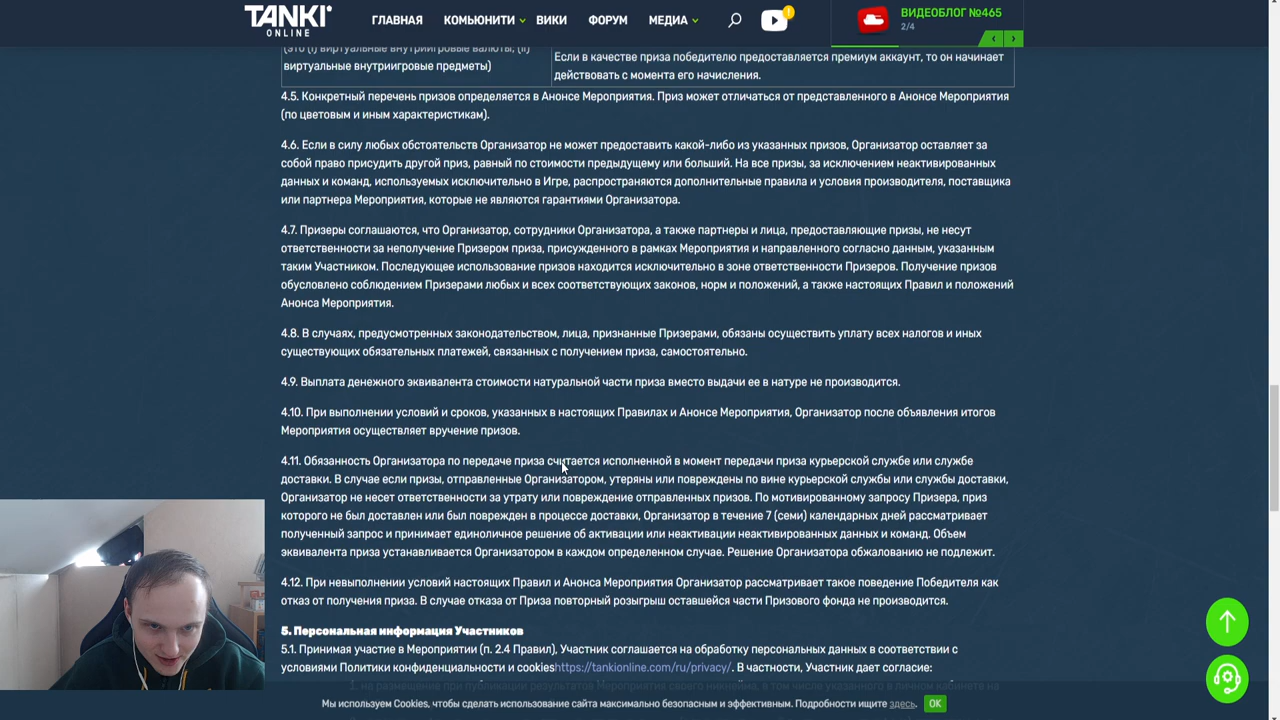 TANKI ONLINE
ГЛАВНАЯ
КОМЬЮНИТИ
ВИКИ
ФОРУМ
МЕДИА
!
ВИДЕОБЛОГ №465
2/4
(это (i) виртуальные внутриигровые валюты, (ii)
виртуальные внутриигровые предметы)
Если в качестве приза победителю предоставляется премиум аккаунт, то он начинает
действовать с момента его начисления.
4.5. Конкретный перечень призов определяется в Анонсе Мероприятия. Приз может отличаться от представленного в Анонсе Мероприятия
(по цветовым и иным характеристикам).
4.6. Если в силу любых обстоятельств Организатор не может предоставить какой-либо из указанных призов, Организатор оставляет за
собой право присудить другой приз, равный по стоимости предыдущему или больший. На все призы, за исключением неактивированных
данных и команд, используемых исключительно в Игре, распространяются дополнительные правила и условия производителя, поставщика
или партнера Мероприятия, которые не являются гарантиями Организатора.
4.7. Призеры соглашаются, что Организатор, сотрудники Организатора, а также партнеры и лица, предоставляющие призы, не несут
ответственности за неполучение Призером приза, присужденного в рамках Мероприятия и направленного согласно данным, указанным
таким Участником. Последующее использование призов находится исключительно в зоне ответственности Призеров. Получение призов
обусловлено соблюдением Призерами любых и всех соответствующих законов, норм и положений, а также настоящих Правил и положений
Анонса Мероприятия.
4.8. В случаях, предусмотренных законодательством, лица, признанные Призерами, обязаны осуществить уплату всех налогов и иных
существующих обязательных платежей, связанных с получением приза, самостоятельно.
4.9. Выплата денежного эквивалента стоимости натуральной части приза вместо выдачи ее в натуре не производится.
4.10. При выполнении условий и сроков, указанных в настоящих Правилах и Анонсе Мероприятия, Организатор после объявления итогов
Мероприятия осуществляет вручение призов.
4.11. Обязанность Организатора по передаче приза считается исполненной в момент передачи приза курьерской службе или службе
доставки. В случае если призы, отправленные Организатором, утеряны или повреждены по вине курьерской службы или службы доставки,
Организатор не несет ответственности за утрату или повреждение отправленных призов. По мотивированному запросу Призера, приз
которого не был доставлен или был поврежден в процессе доставки, Организатор в течение 7 (семи) календарных дней рассматривает
полученный запрос и принимает единоличное решение об активации или неактивации неактивированных данных и команд. Объем
эквивалента приза устанавливается Организатором в каждом определенном случае. Решение Организатора обжалованию не подлежит.
4.12. При невыполнении условий настоящих Правил и Анонса Мероприятия Организатор рассматривает такое поведение Победителя как
отказ от получения приза. В случае отказа от Приза повторный розыгрыш оставшейся части Призового фонда не производится.
5. Персональная информация Участников
5.1. Принимая участие в Мероприятии (п. 2.4 Правил), Участник соглашается на обработку персональных данных в соответствии с
условиями Политики конфиденциальности и cookieshttps://tankionline.com/ru/privacy/. В частности, Участник дает согласие:
1. на размещение при публикации результатов Мероприятия своего никнейма, в том числе указанного в личном кабинете на
Мы используем Cookies, чтобы сделать использование сайта максимально безопасным и эффективным. Подробности ищите здесь. OK